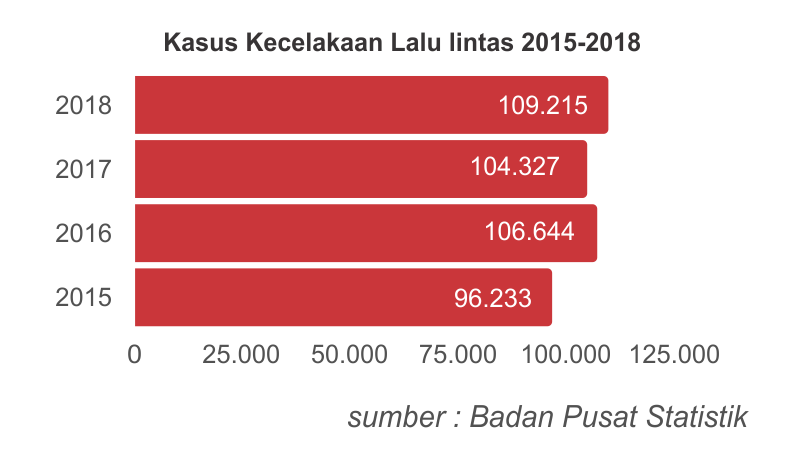 Kasus Kecelakaan Lalu lintas 2015-2018
2018 109.215
2017 104.327
2016 106.644
2015 96.233
0 25.000 50.000 75.000 100.000 125.000
sumber : Badan Pusat Statistik